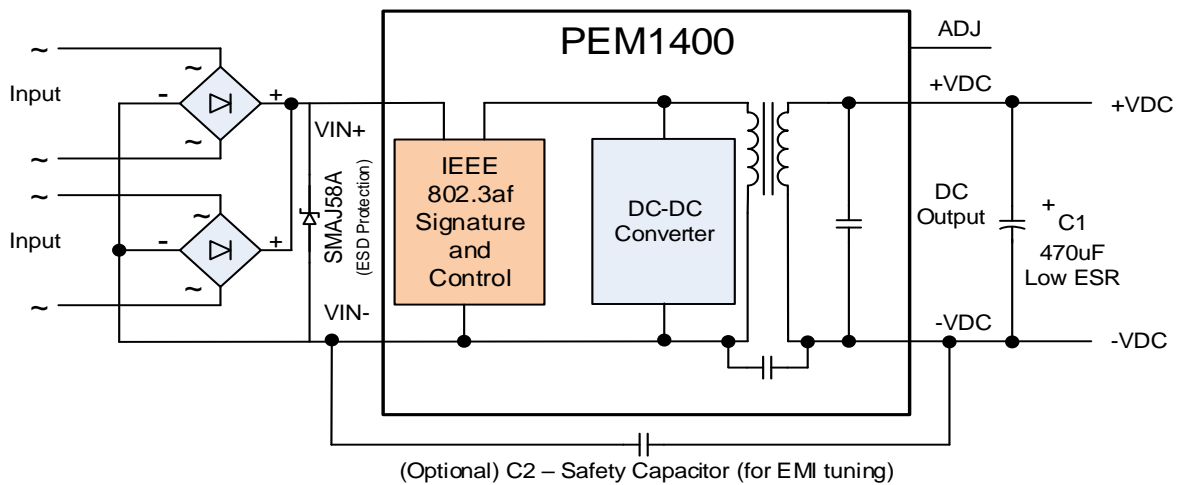 PEM1400
ADJ
~
~
Input
-
+
~
~
VIN+
+VDC
+VDC
SMAJ58A
(ESD Protection)
IEEE
802.3af
Signature
and
Control
DC-DC
Converter
DC
Output
+
C1
470uF
Low ESR
~
~
Input
-
+
~
~
VIN-
-VDC
-VDC
(Optional) C2 – Safety Capacitor (for EMI tuning)